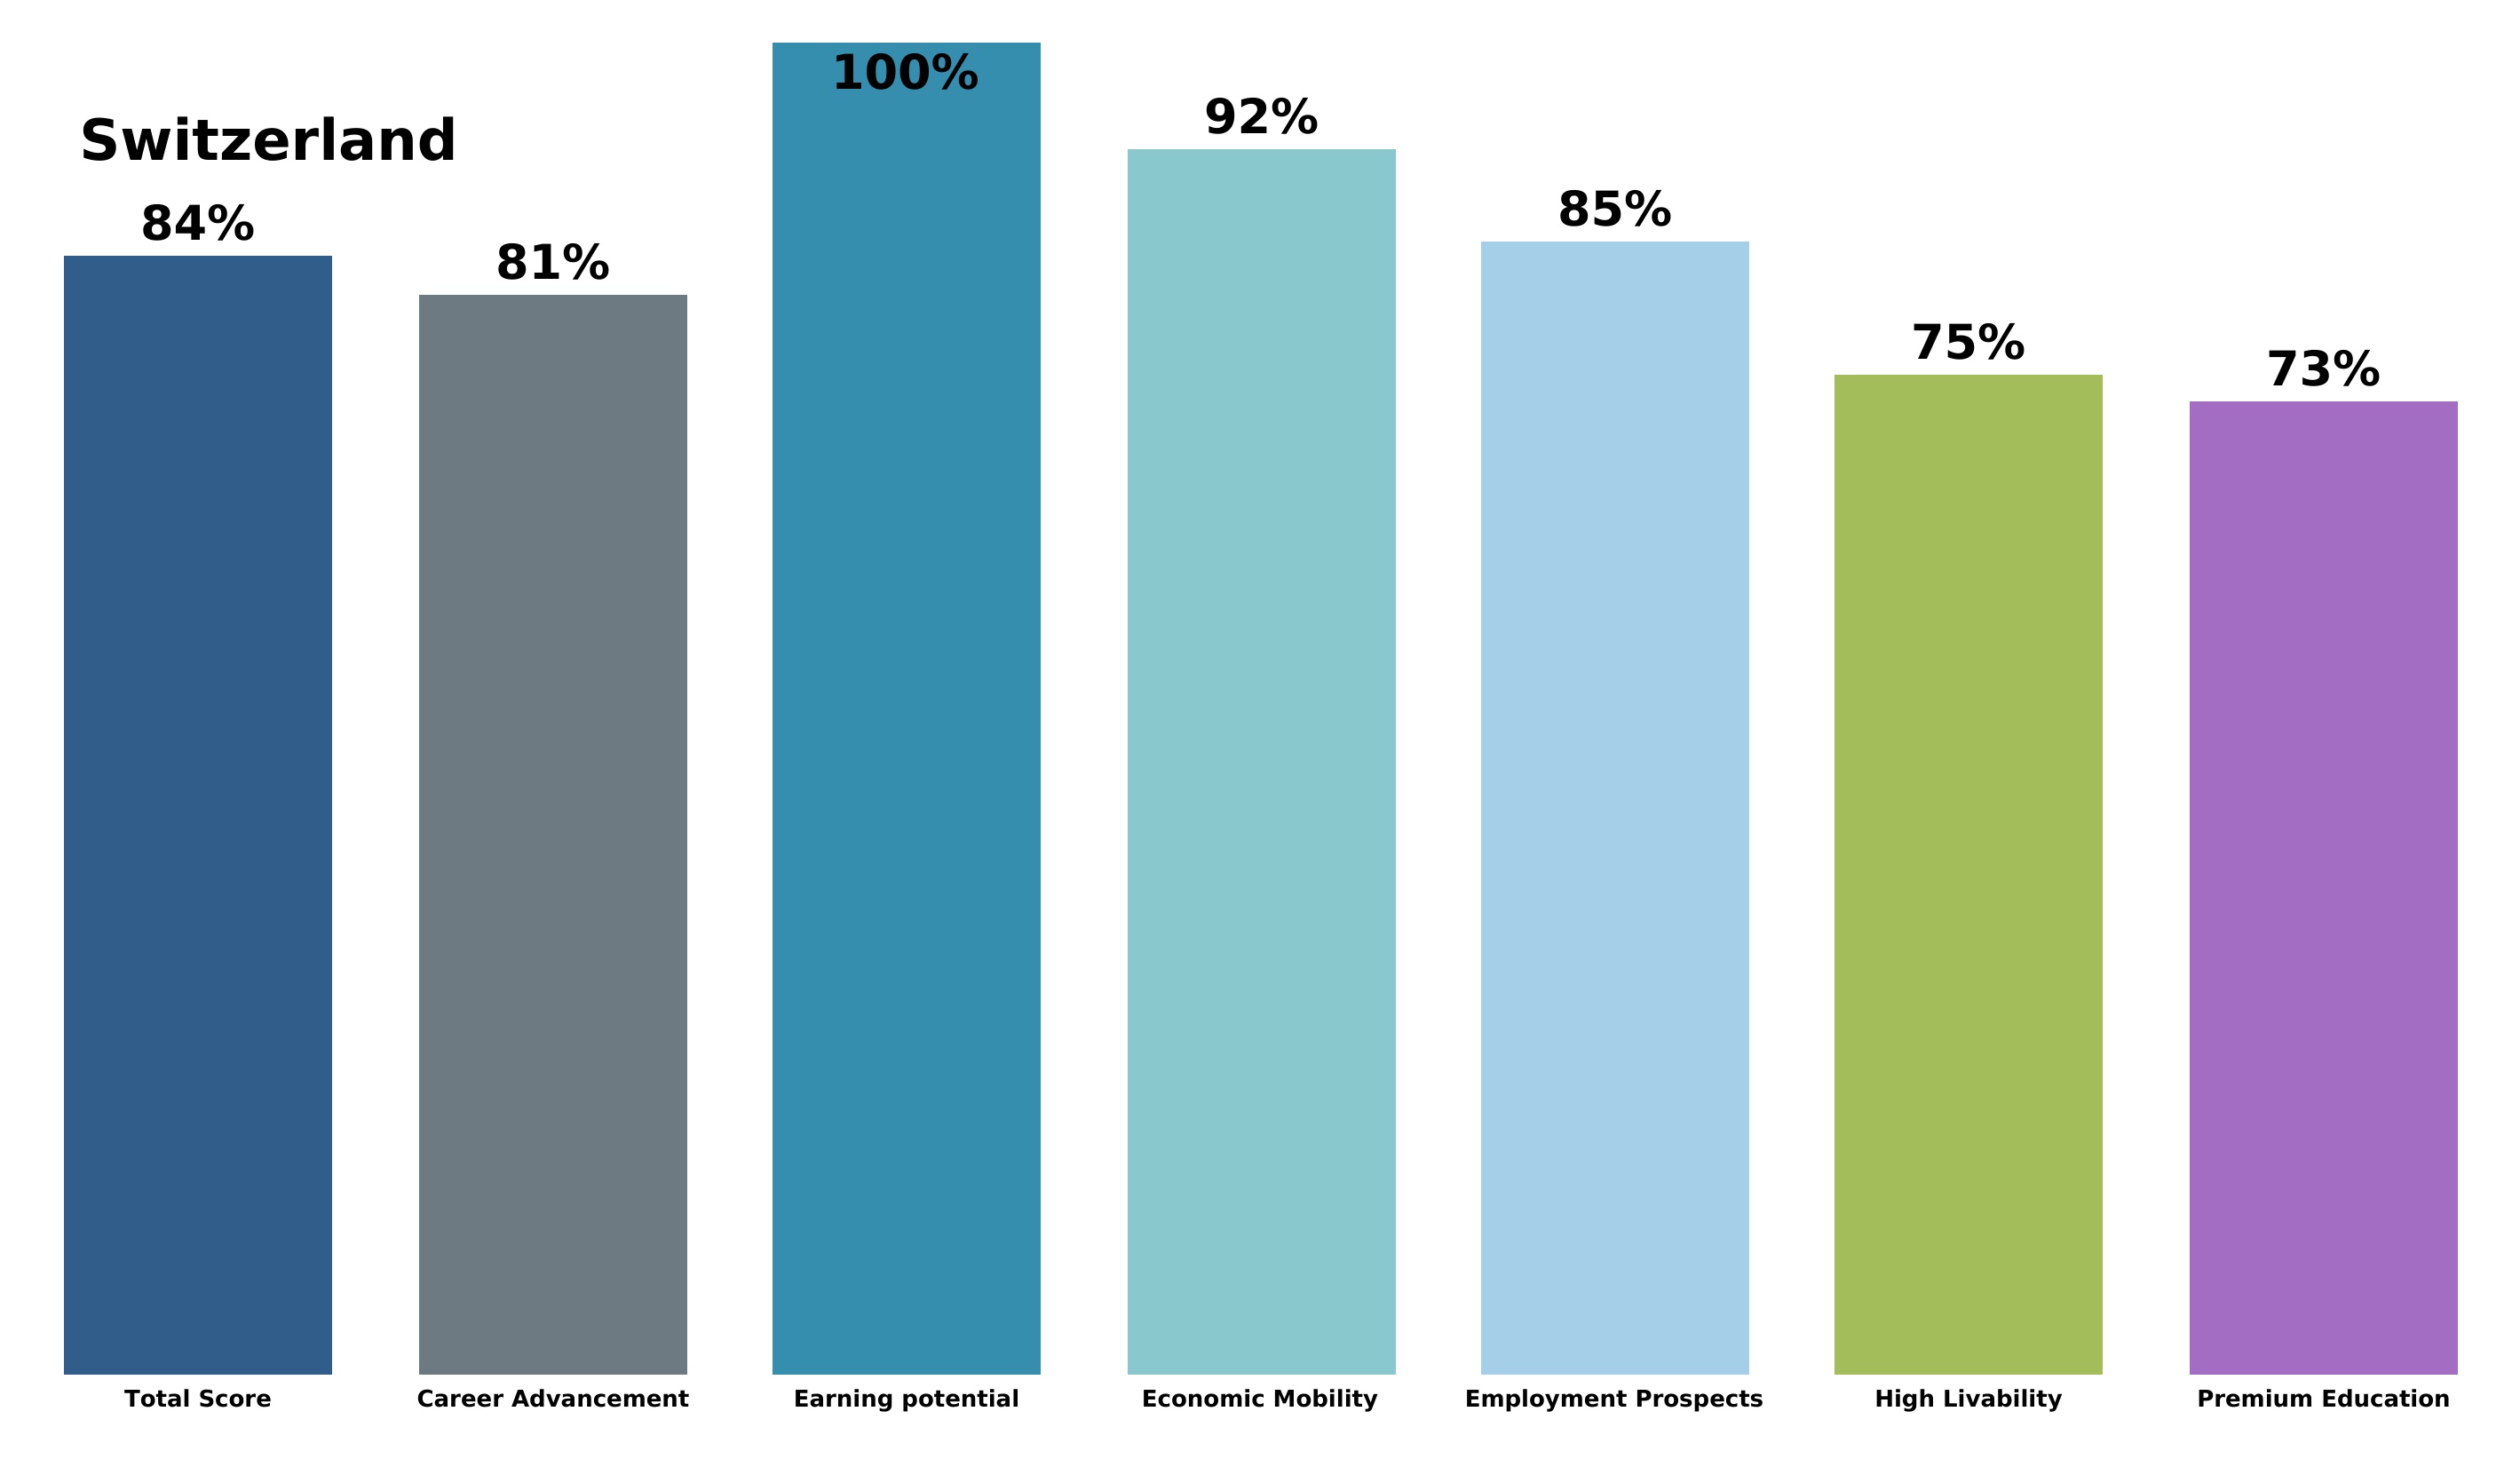 Switzerland
84%
81%
100%
92%
85%
75%
73%
Total Score
Career Advancement
Earning potential
Economic Mobility
Employment Prospects
High Livability
Premium Education